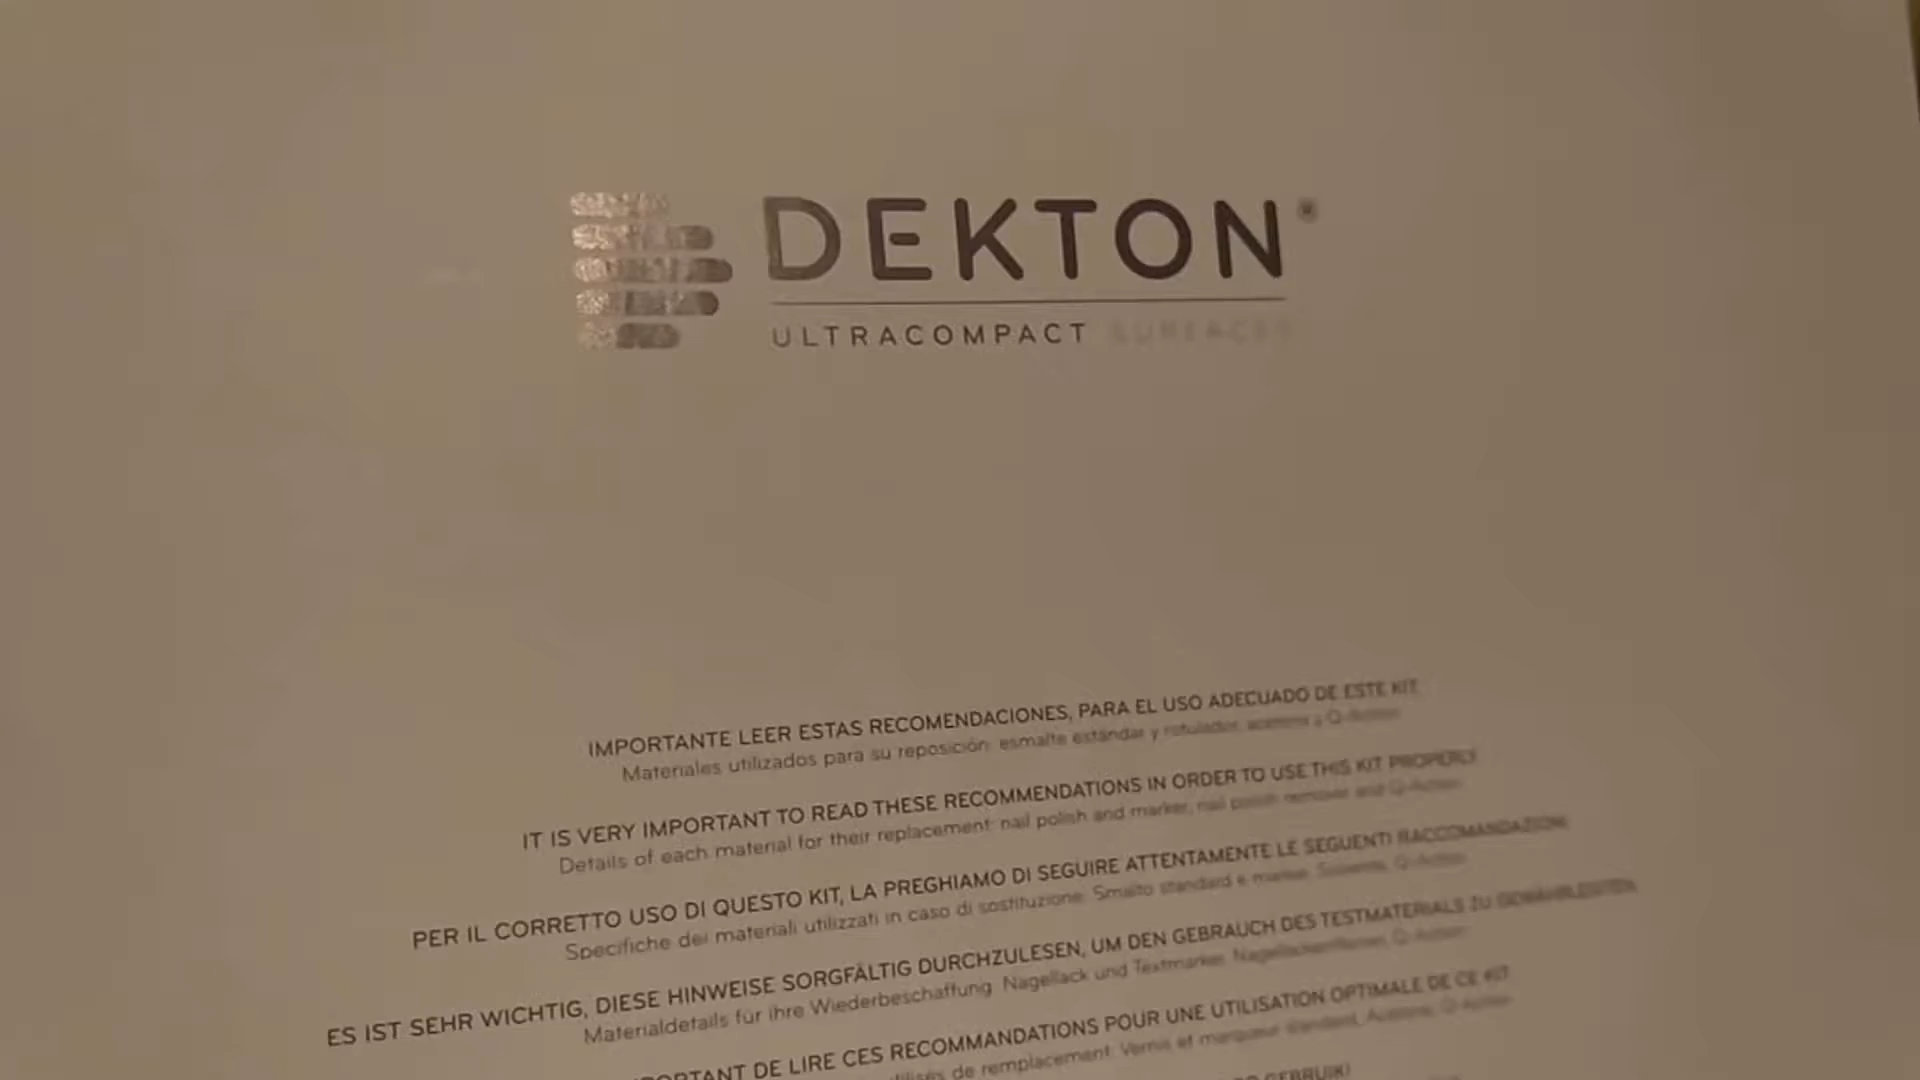 DEKTON®
ULTRACOMPACT SURFACES
IMPORTANTE LEER ESTAS RECOMENDACIONES, PARA EL USO ADECUADO DE ESTE KIT
Materiales utilizados para su reposición: esmalte estándar y rotulador, acetona y Q-Action
IT IS VERY IMPORTANT TO READ THESE RECOMMENDATIONS IN ORDER TO USE THIS KIT PROPERLY
Details of each material for their replacement: nail polish and marker, nail polish remover and Q-Action
PER IL CORRETTO USO DI QUESTO KIT, LA PREGHIAMO DI SEGUIRE ATTENTAMENTE LE SEGUENTI RACCOMANDAZIONI
Specifiche dei materiali utilizzati in caso di sostituzione: Smalto standard e marker, Solvente, Q-Action
ES IST SEHR WICHTIG, DIESE HINWEISE SORGFÄLTIG DURCHZULESEN, UM DEN GEBRAUCH DES TESTMATERIALS ZU GEWÄHRLEISTEN
Materialdetails für ihre Wiederbeschaffung: Nagellack und Textmarker, Nagellackentferner, Q-Action
DE LIRE CES RECOMMANDATIONS POUR UNE UTILISATION OPTIMALE DE CE KIT
de remplacement: Vernis et marqueur standard, Acétone, Q-Action
GEBRUIK